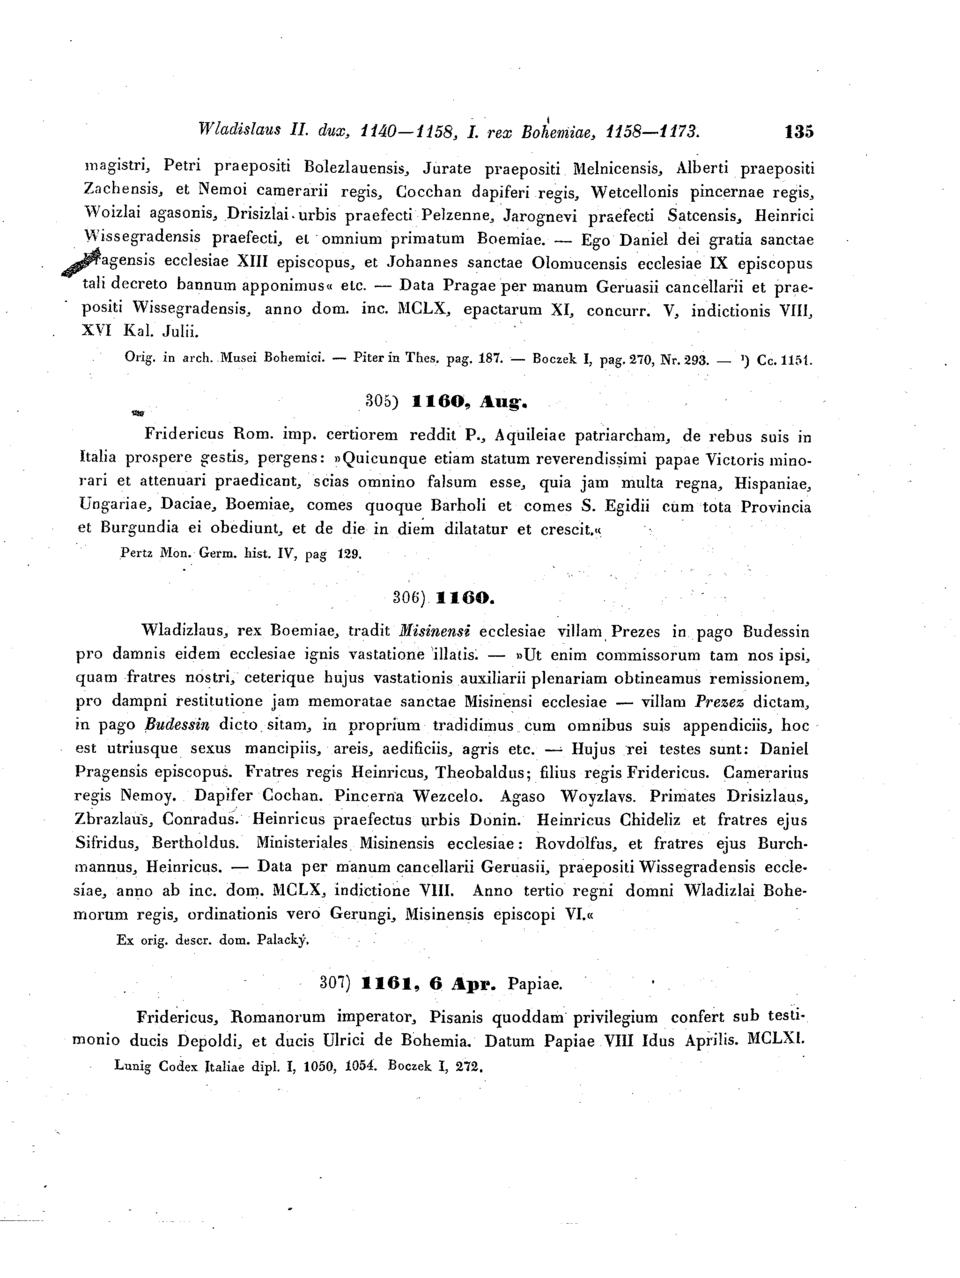 Wladislaus II. dux, 1140—1158, I. rex Bohemiae, 1158—1173. 135
magistri, Petri praepositi Bolezlauensis, Jurate praepositi Melnicensis, Alberti praepositi
Zachensis, et Nemoi camerarii regis, Cocchan dapiferi regis, Wetcellonis pincernae regis,
Woizlai agasonis, Drisizlai urbis praefecti Pelzenne, Jarognevi praefecti Satcensis, Heinrici
Wissegradensis praefecti, et omnium primatum Boemiae. — Ego Daniel dei gratia sanctae
agensis ecclesiae XIII episcopus, et Johannes sanctae Olomucensis ecclesiae IX episcopus
tali decreto bannum apponimus« etc. — Data Pragae per manum Geruasii cancellarii et prae-
positi Wissegradensis, anno dom. inc. MCLX, epactarum XI, concurr. V, indictionis VIII,
XVI Kal. Julii.
Orig. in arch. Musei Bohemici. — Piter in Thes. pag. 187. — Boczek I, pag. 270, Nr. 293. — ¹) Cc. 1151.
305) 1160, Aug.
Fridericus Rom. imp. certiorem reddit P., Aquileiae patriarcham, de rebus suis in
Italia prospere gestis, pergens: »Quicunque etiam statum reverendissimi papae Victoris mino-
rari et attenuari praedicant, scias omnino falsum esse, quia jam multa regna, Hispaniae,
Ungariae, Daciae, Boemiae, comes quoque Barholi et comes S. Egidii cum tota Provincia
et Burgundia ei obediunt, et de die in diem dilatatur et crescit.«
Pertz Mon. Germ. hist. IV, pag 129.
306) 1160.
Wladizlaus, rex Boemiae, tradit Misinensi ecclesiae villam Prezes in pago Budessin
pro damnis eidem ecclesiae ignis vastatione illatis. — »Ut enim commissorum tam nos ipsi,
quam fratres nostri, ceterique hujus vastationis auxiliarii plenariam obtineamus remissionem,
pro dampni restitutione jam memoratae sanctae Misinensi ecclesiae — villam Prezez dictam,
in pago Budessin dicto sitam, in proprium tradidimus cum omnibus suis appendiciis, hoc
est utriusque sexus mancipiis, areis, aedificiis, agris etc. — Hujus rei testes sunt: Daniel
Pragensis episcopus. Fratres regis Heinricus, Theobaldus; filius regis Fridericus. Camerarius
regis Nemoy. Dapifer Cochan. Pincerna Wezcelo. Agaso Woyzlavs. Primates Drisizlaus,
Zbrazlaus, Conradus. Heinricus praefectus urbis Donin. Heinricus Chideliz et fratres ejus
Sifridus, Bertholdus. Ministeriales Misinensis ecclesiae: Rovdolfus, et fratres ejus Burch-
mannus, Heinricus. — Data per manum cancellarii Geruasii, praepositi Wissegradensis eccle-
siae, anno ab inc. dom. MCLX, indictione VIII. Anno tertio regni domni Wladizlai Bohe-
morum regis, ordinationis vero Gerungi, Misinensis episcopi VI.«
Ex orig. descr. dom. Palacký.
307) 1161, 6 Apr. Papiae.
Fridericus, Romanorum imperator, Pisanis quoddam privilegium confert sub testi-
monio ducis Depoldi, et ducis Ulrici de Bohemia. Datum Papiae VIII Idus Aprilis. MCLXI.
Lunig Codex Italiae dipl. I, 1050, 1054. Boczek I, 272.